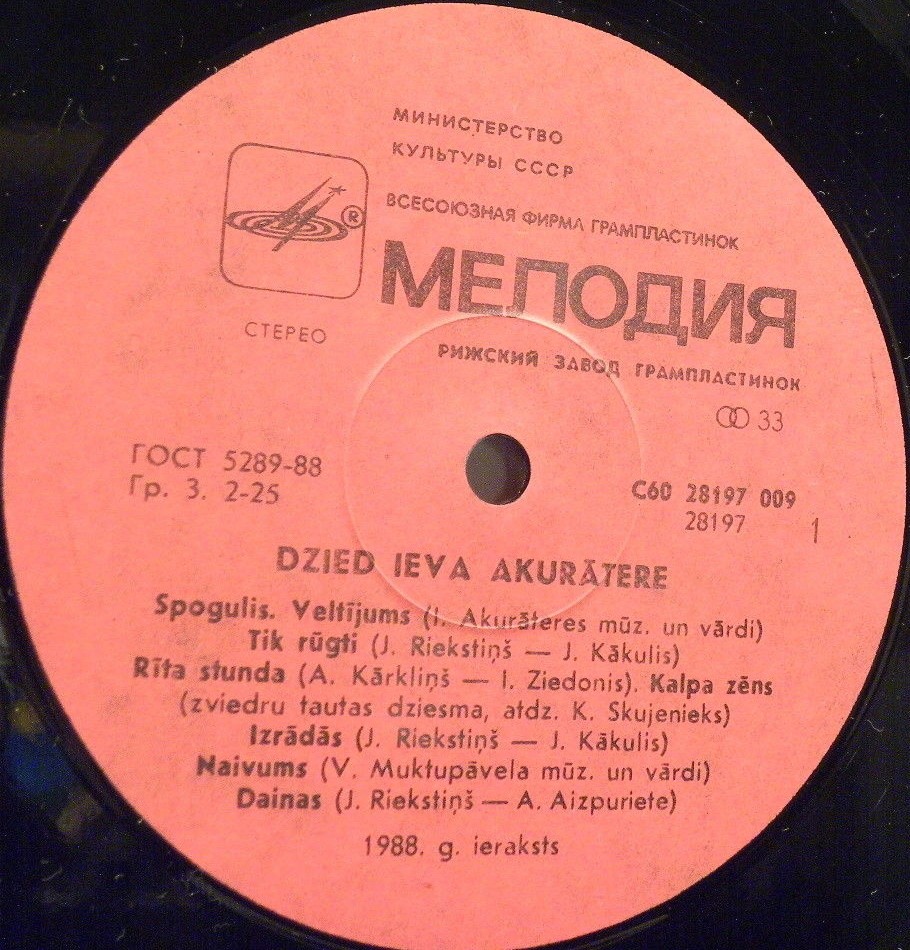 МИНИСТЕРСТВО
КУЛЬТУРЫ СССР
ВСЕСОЮЗНАЯ ФИРМА ГРАМПЛАСТИНОК
МЕЛОДИЯ
®
СТЕРЕО
РИЖСКИЙ ЗАВОД ГРАМПЛАСТИНОК
33
ГОСТ 5289-88
Гр. 3. 2-25
С60 28197 009
28197 1
DZIED IEVA AKURĀTERE
Spogulis. Veltījums (I. Akurāteres mūz. un vārdi)
Tik rūgti (J. Riekstiņš — J. Kākulis)
Rīta stunda (A. Kārkliņš — I. Ziedonis). Kalpa zēns
(zviedru tautas dziesma, atdz. K. Skujenieks)
Izrādās (J. Riekstiņš — J. Kākulis)
Naivums (V. Muktupāvela mūz. un vārdi)
Dainas (J. Riekstiņš — A. Aizpuriete)
1988. g. ieraksts